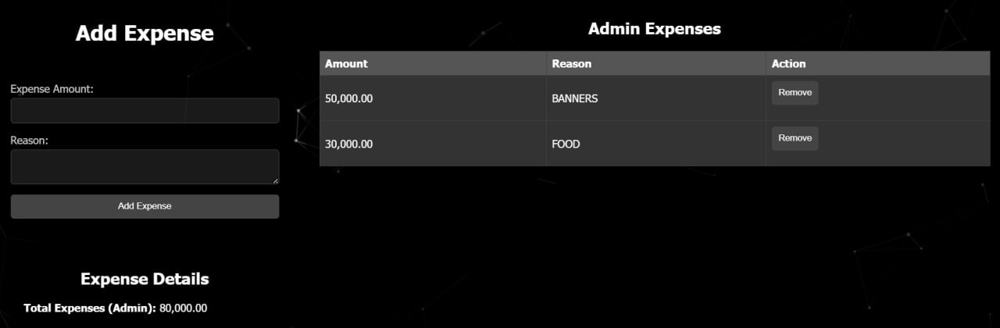 Add Expense
Expense Amount:
Reason:
Add Expense
Expense Details
Total Expenses (Admin): 80,000.00
Admin Expenses
Amount Reason Action
50,000.00 BANNERS Remove
30,000.00 FOOD Remove